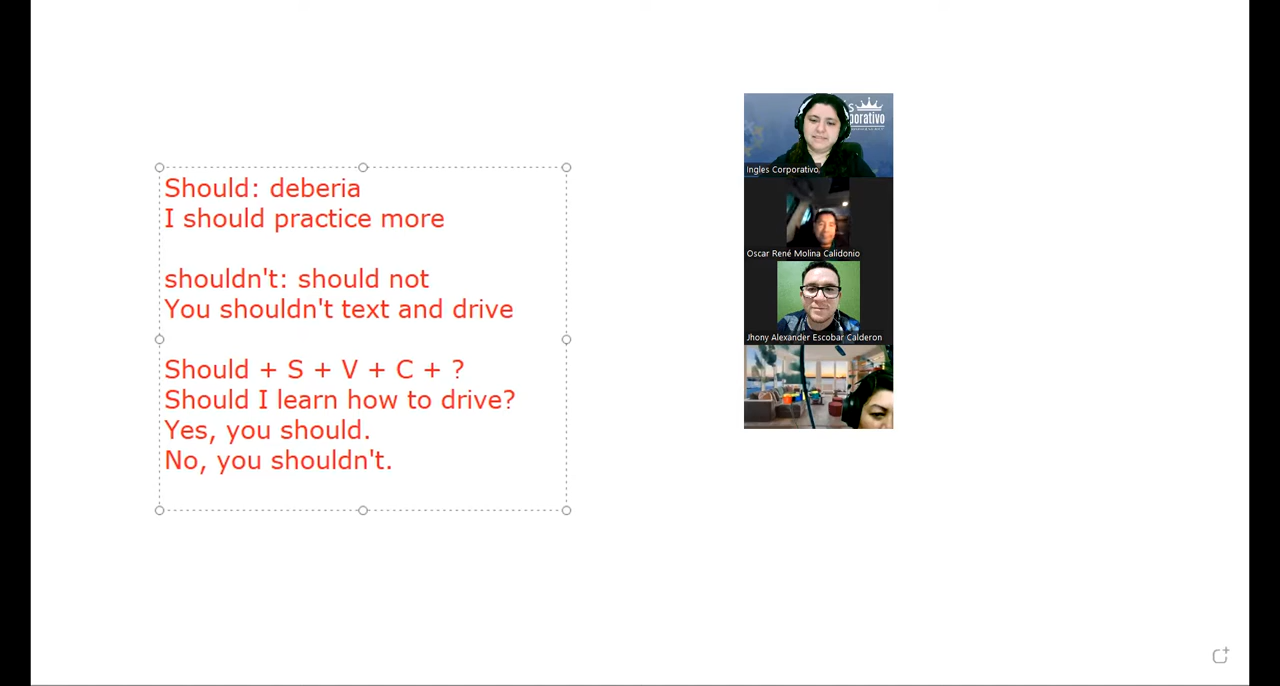 Should: deberia
I should practice more
shouldn't: should not
You shouldn't text and drive
Should + S + V + C + ?
Should I learn how to drive?
Yes, you should.
No, you shouldn't.
S
porativo
Ingles Corporativo
Oscar René Molina Calidonio
Jhony Alexander Escobar Calderon